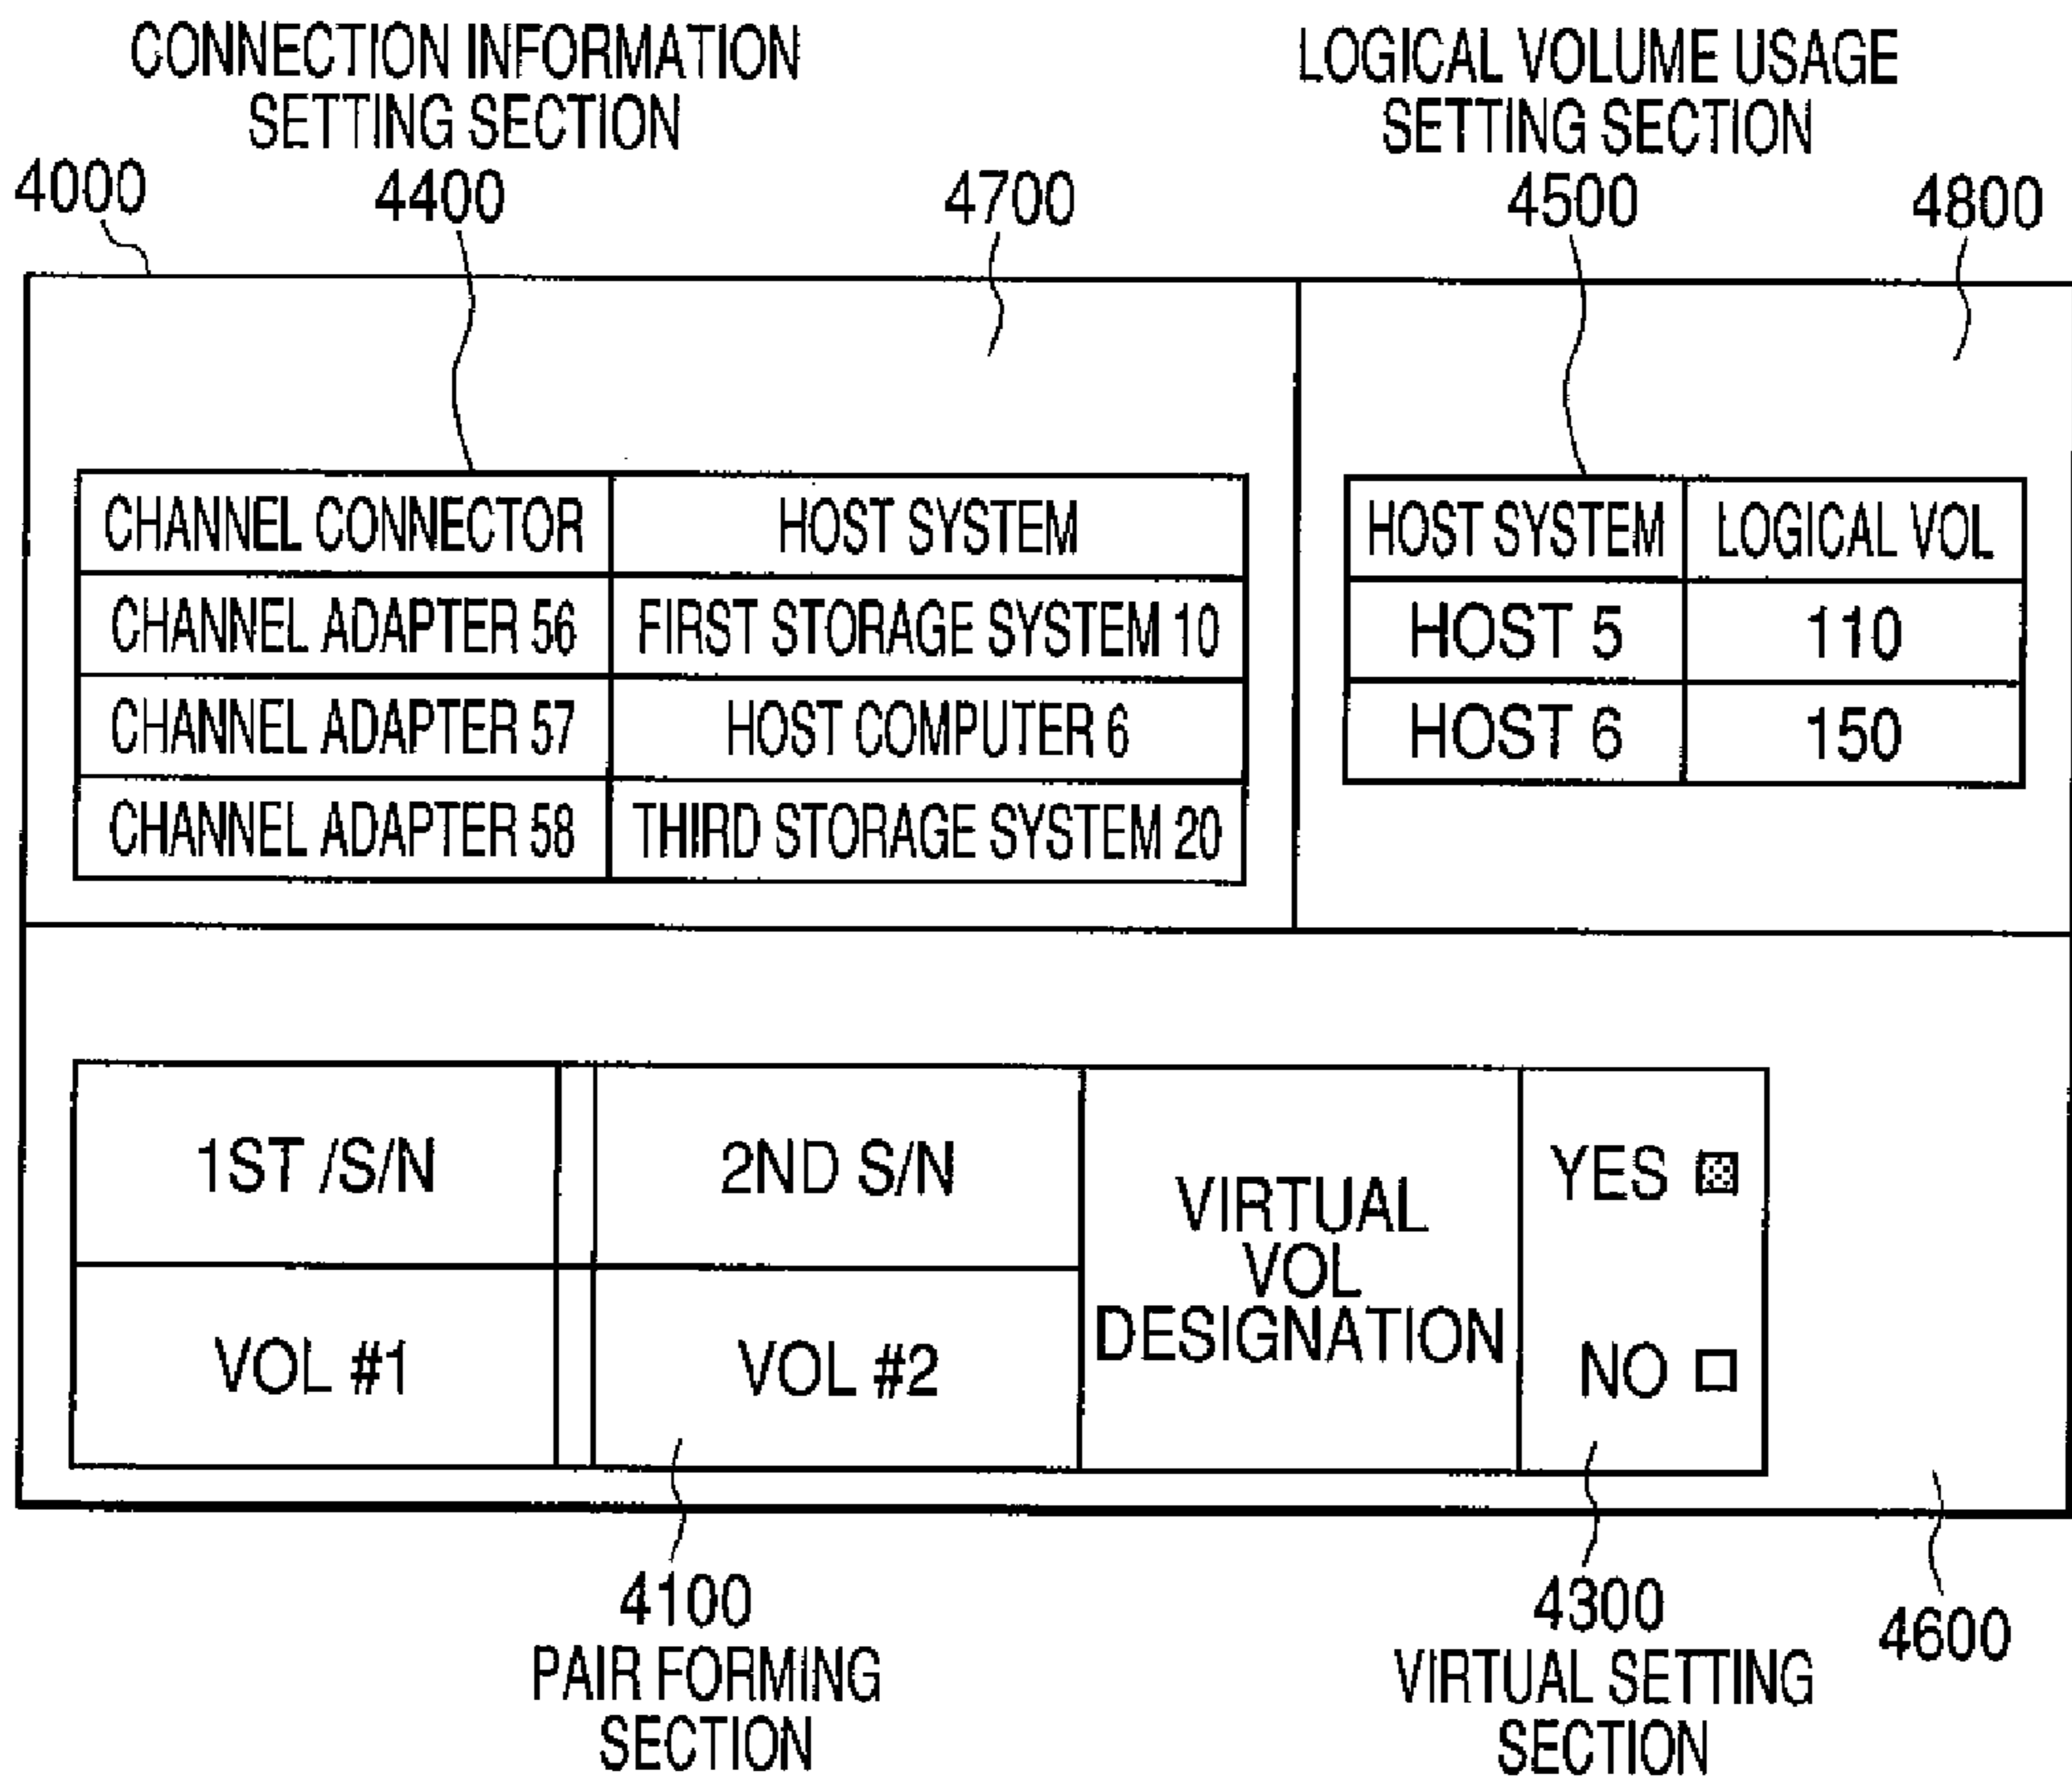 CONNECTION INFORMATION
SETTING SECTION
LOGICAL VOLUME USAGE
SETTING SECTION
4000
4400
4700
4500
4800
CHANNEL CONNECTOR HOST SYSTEM
CHANNEL ADAPTER 56 FIRST STORAGE SYSTEM 10
CHANNEL ADAPTER 57 HOST COMPUTER 6
CHANNEL ADAPTER 58 THIRD STORAGE SYSTEM 20
HOST SYSTEM LOGICAL VOL
HOST 5 110
HOST 6 150
1ST /S/N
2ND S/N
VOL #1
VOL #2
VIRTUAL
VOL
DESIGNATION
YES
NO
4100
PAIR FORMING
SECTION
4300
VIRTUAL SETTING
SECTION
4600